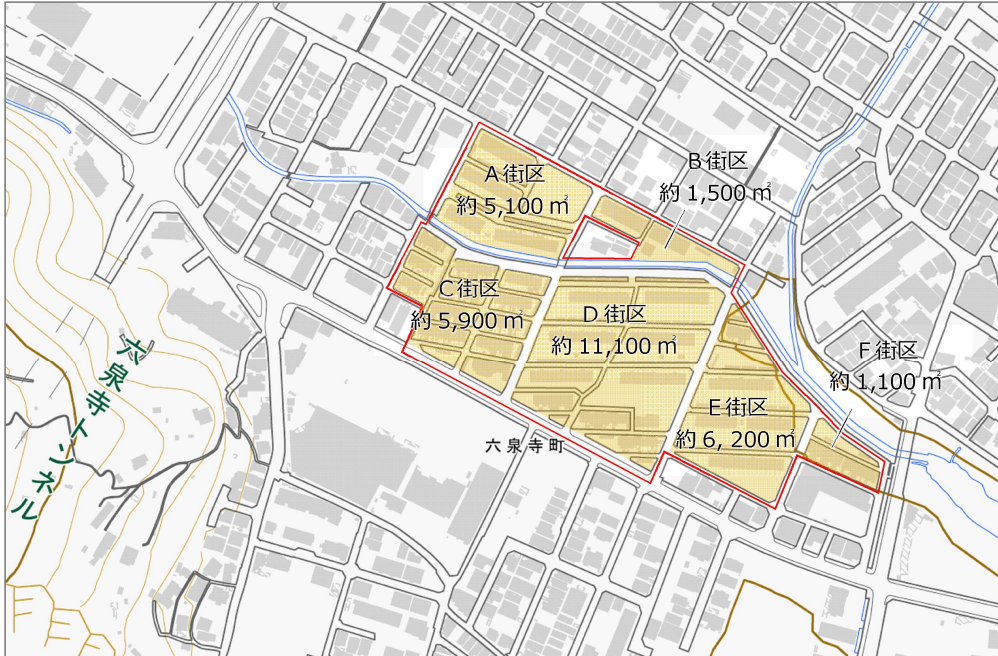 A街区
約 5,100 ㎡
B街区
約 1,500 ㎡
C街区
約 5,900 ㎡
D街区
約 11,100 ㎡
F街区
約 1,100 ㎡
E街区
約 6, 200 ㎡
六泉寺町
六泉寺トンネル